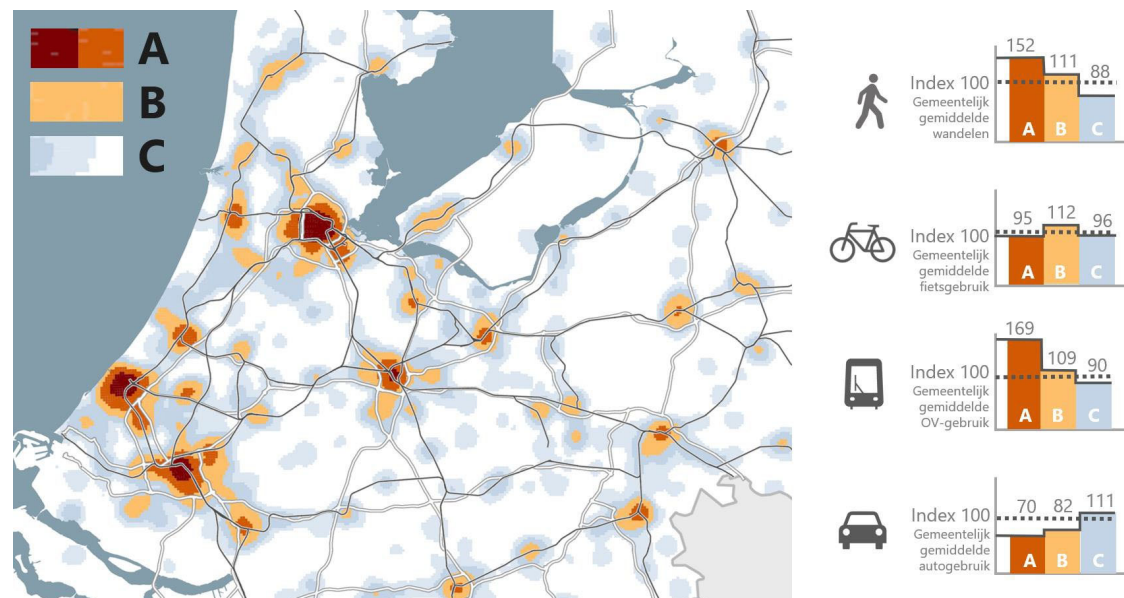 A
B
C
152
111
88
Index 100
Gemeentelijk
gemiddelde
wandelen
A B C
95
112
96
Index 100
Gemeentelijk
gemiddelde
fietsgebruik
A B C
169
109
90
Index 100
Gemeentelijk
gemiddelde
OV-gebruik
A B C
70
82
111
Index 100
Gemeentelijk
gemiddelde
autogebruik
A B C